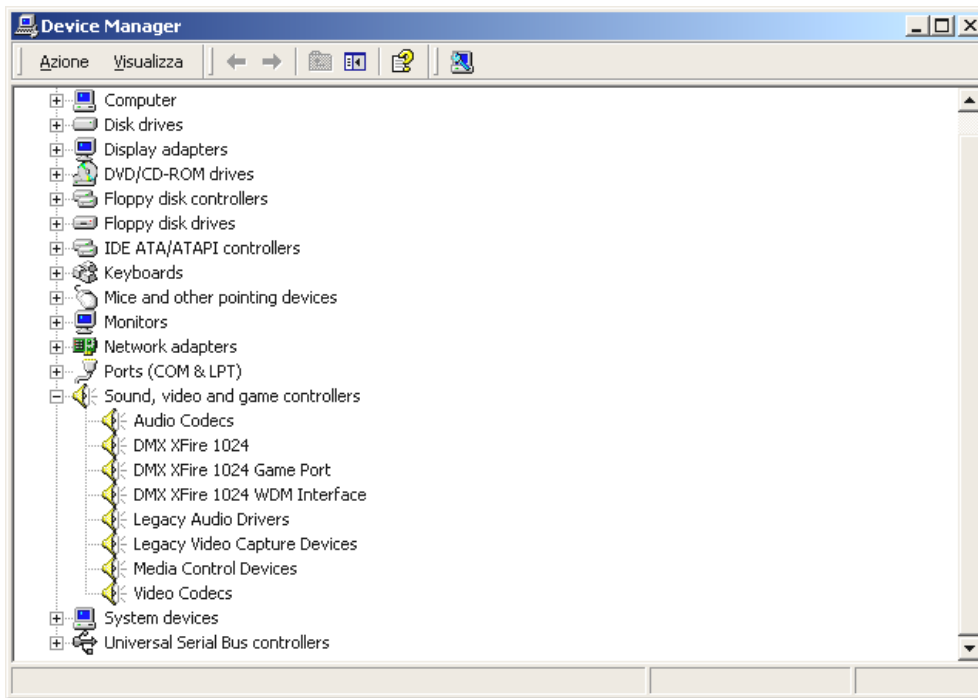 Device Manager
Azione Visualizza
Computer
Disk drives
Display adapters
DVD/CD-ROM drives
Floppy disk controllers
Floppy disk drives
IDE ATA/ATAPI controllers
Keyboards
Mice and other pointing devices
Monitors
Network adapters
Ports (COM & LPT)
Sound, video and game controllers
Audio Codecs
DMX XFire 1024
DMX XFire 1024 Game Port
DMX XFire 1024 WDM Interface
Legacy Audio Drivers
Legacy Video Capture Devices
Media Control Devices
Video Codecs
System devices
Universal Serial Bus controllers